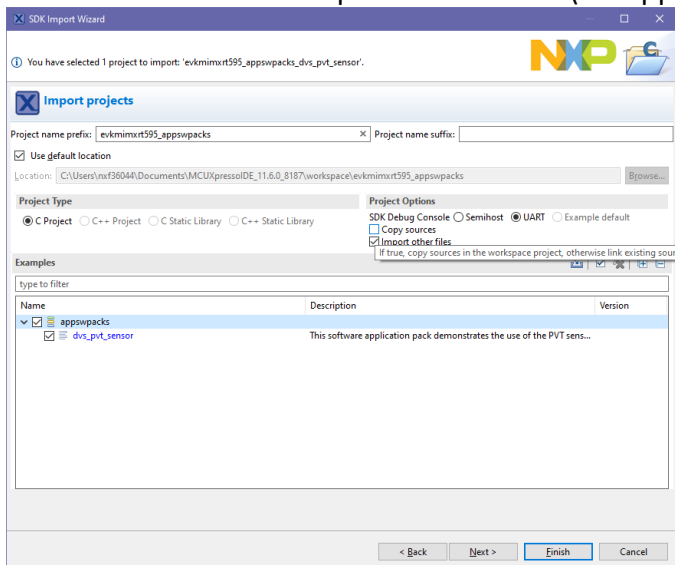 SDK Import Wizard
You have selected 1 project to import: 'evkmimxrt595_appswpacks_dvs_pvt_sensor'.
NXP
Import projects
Project name prefix: evkmimxrt595_appswpacks Project name suffix:
Use default location
Location: C:\Users\nxf36044\Documents\MCUXpressoIDE_11.6.0_8187\workspace\evkmimxrt595_appswpacks Browse...
Project Type Project Options
C Project C++ Project C Static Library C++ Static Library SDK Debug Console Semihost UART Example default
Copy sources
Import other files
If true, copy sources in the workspace project, otherwise link existing sour
Examples
type to filter
Name Description Version
appswpacks
dvs_pvt_sensor This software application pack demonstrates the use of the PVT sens...
< Back Next > Finish Cancel